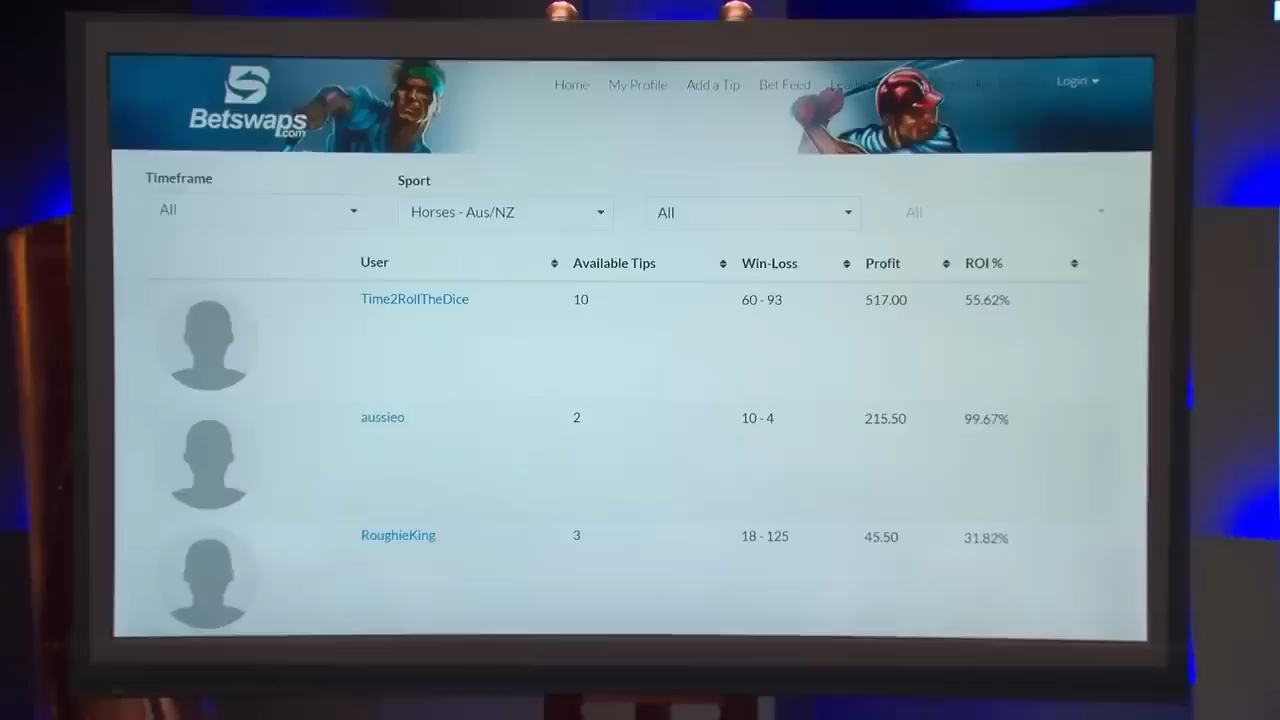 Betswaps
.com
Home My Profile Add a Tip Bet Feed Login
Timeframe Sport
All Horses - Aus/NZ All All
User Available Tips Win-Loss Profit ROI %
Time2RollTheDice 10 60 - 93 517.00 55.62%
aussieo 2 10 - 4 215.50 99.67%
RoughieKing 3 18 - 125 45.50 31.82%